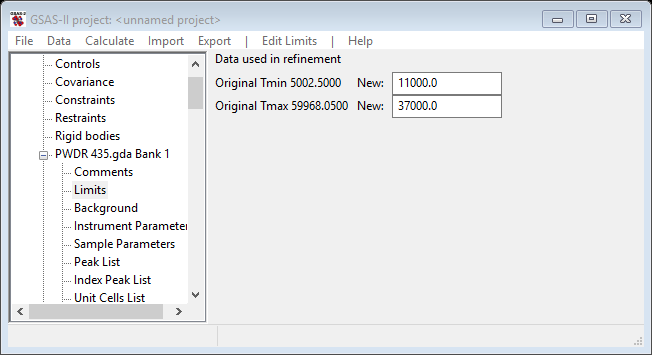 GSAS-II project: <unnamed project>
File Data Calculate Import Export | Edit Limits | Help
Controls
Covariance
Constraints
Restraints
Rigid bodies
PWDR 435.gda Bank 1
Comments
Limits
Background
Instrument Parameter
Sample Parameters
Peak List
Index Peak List
Unit Cells List
Data used in refinement
Original Tmin 5002.5000 New: 11000.0
Original Tmax 59968.0500 New: 37000.0